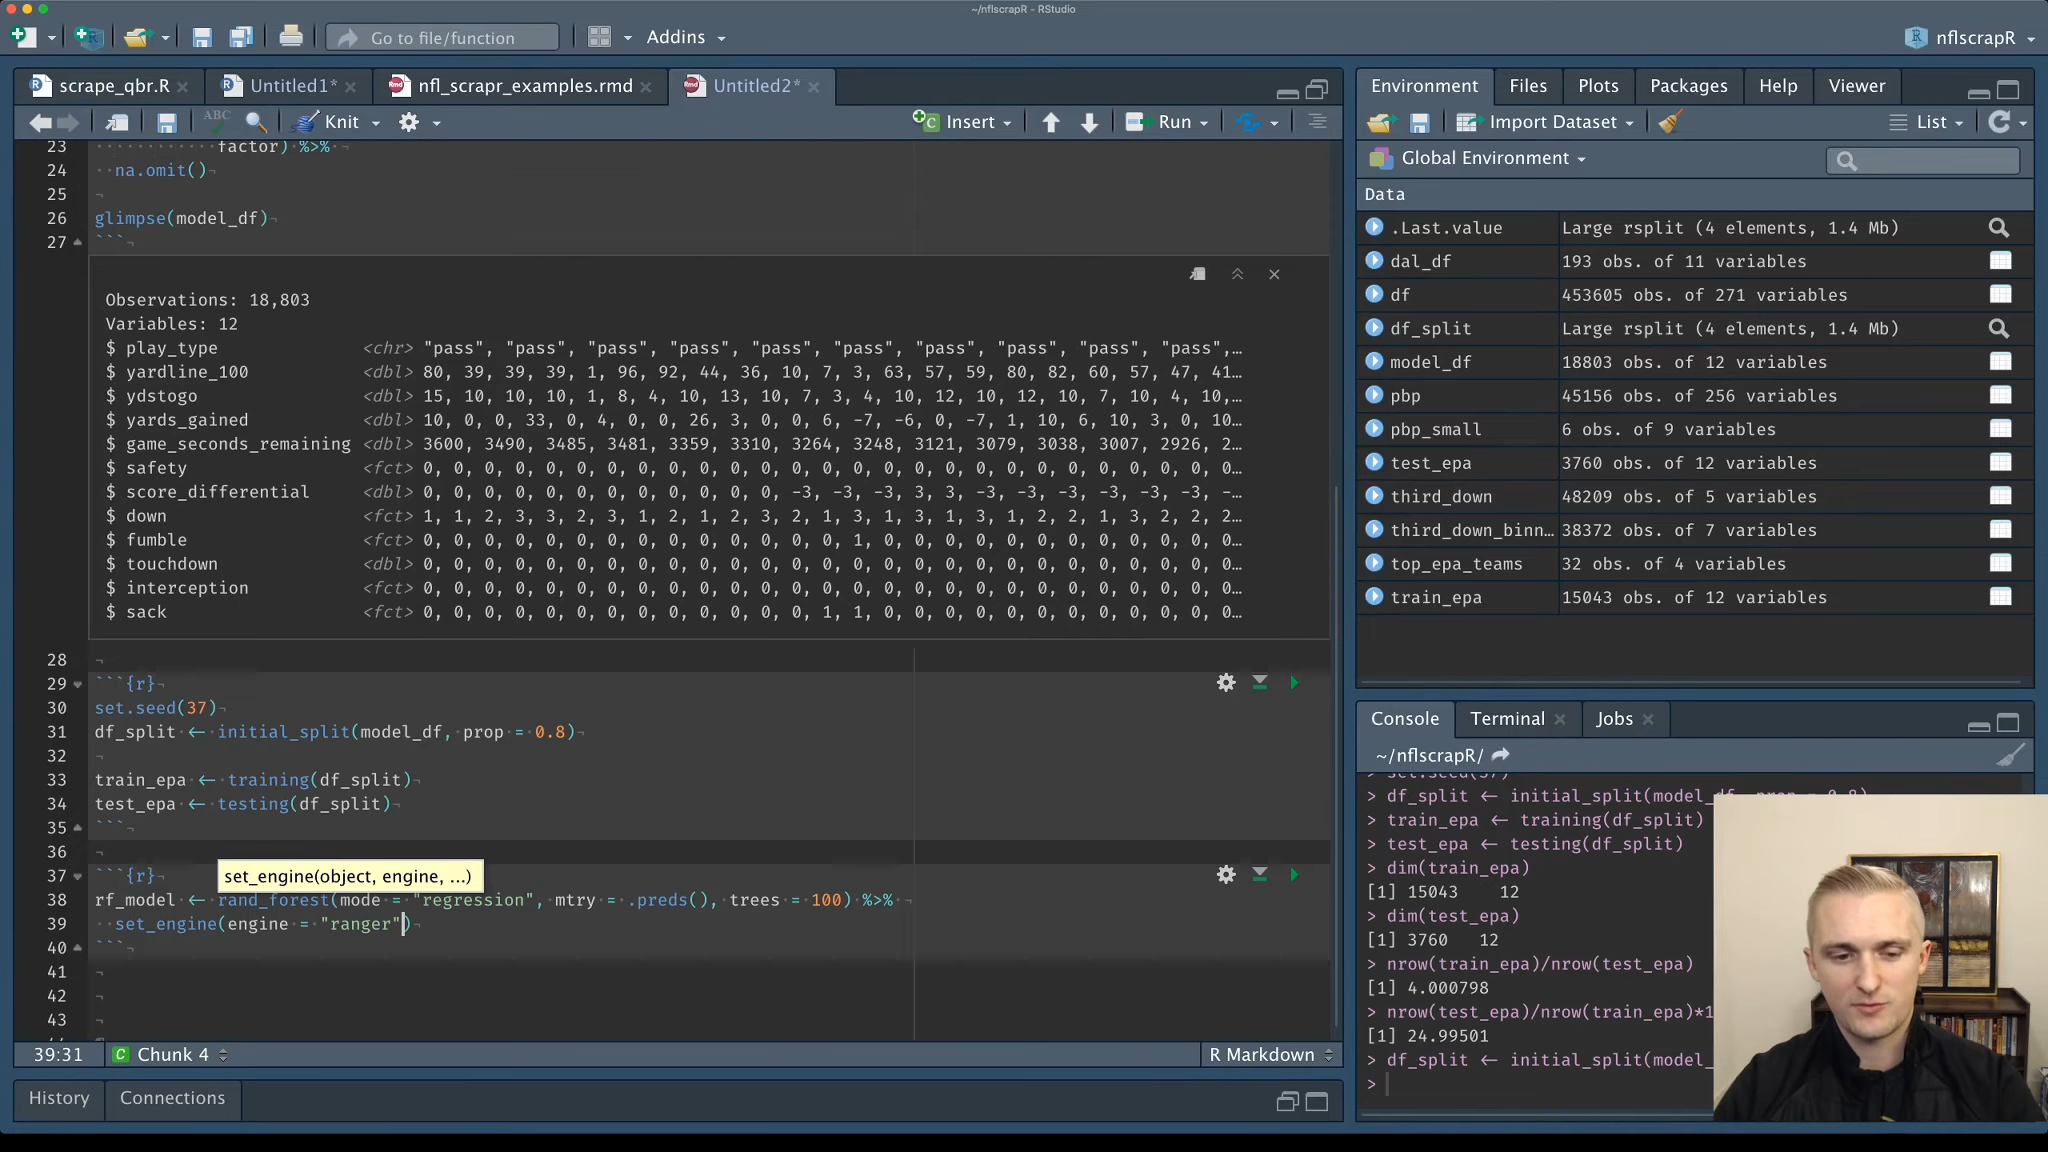 ~/nflscrapR - RStudio
Go to file/function
Addins
nflscrapR
scrape_qbr.R
Untitled1*
nfl_scrapr_examples.rmd
Untitled2*
ABC
Knit
Insert
Run
23 factor) %>%
24 na.omit()
25
26 glimpse(model_df)
27 ```
Observations: 18,803
Variables: 12
$ play_type <chr> "pass", "pass", "pass", "pass", "pass", "pass", "pass", "pass", "pass", "pass",…
$ yardline_100 <dbl> 80, 39, 39, 39, 1, 96, 92, 44, 36, 10, 7, 3, 63, 57, 59, 80, 82, 60, 57, 47, 41…
$ ydstogo <dbl> 15, 10, 10, 10, 1, 8, 4, 10, 13, 10, 7, 3, 4, 10, 12, 10, 12, 10, 7, 10, 4, 10,…
$ yards_gained <dbl> 10, 0, 0, 33, 0, 4, 0, 0, 26, 3, 0, 0, 6, -7, -6, 0, -7, 1, 10, 6, 10, 3, 0, 10…
$ game_seconds_remaining <dbl> 3600, 3490, 3485, 3481, 3359, 3310, 3264, 3248, 3121, 3079, 3038, 3007, 2926, 2…
$ safety <fct> 0, 0, 0, 0, 0, 0, 0, 0, 0, 0, 0, 0, 0, 0, 0, 0, 0, 0, 0, 0, 0, 0, 0, 0, 0, 0, 0…
$ score_differential <dbl> 0, 0, 0, 0, 0, 0, 0, 0, 0, -3, -3, -3, 3, 3, -3, -3, -3, -3, -3, -3, -…
$ down <fct> 1, 1, 2, 3, 3, 2, 3, 1, 2, 1, 2, 3, 2, 1, 3, 1, 3, 1, 3, 1, 2, 2, 1, 3, 2, 2, 2…
$ fumble <fct> 0, 0, 0, 0, 0, 0, 0, 0, 0, 0, 0, 0, 0, 0, 1, 0, 0, 0, 0, 0, 0, 0, 0, 0, 0, 0, 0…
$ touchdown <dbl> 0, 0, 0, 0, 0, 0, 0, 0, 0, 0, 0, 0, 0, 0, 0, 0, 0, 0, 0, 0, 0, 0, 0, 0, 0, 0, 0…
$ interception <fct> 0, 0, 0, 0, 0, 0, 0, 0, 0, 0, 0, 0, 0, 0, 0, 0, 0, 0, 0, 0, 0, 0, 0, 0, 0, 0, 0…
$ sack <fct> 0, 0, 0, 0, 0, 0, 0, 0, 0, 0, 0, 0, 0, 1, 1, 0, 0, 0, 0, 0, 0, 0, 0, 0, 0, 0, 0…
28
29 ```{r}
30 set.seed(37)
31 df_split <- initial_split(model_df, prop = 0.8)
32
33 train_epa <- training(df_split)
34 test_epa <- testing(df_split)
35 ```
36
set_engine(object, engine, ...)
37 ```{r}
38 rf_model <- rand_forest(mode = "regression", mtry = .preds(), trees = 100) %>%
39 set_engine(engine = "ranger")
40 ```
41
42
43
39:31
Chunk 4
R Markdown
History
Connections
Environment
Files
Plots
Packages
Help
Viewer
Import Dataset
List
Global Environment
Data
.Last.value Large rsplit (4 elements, 1.4 Mb)
dal_df 193 obs. of 11 variables
df 453605 obs. of 271 variables
df_split Large rsplit (4 elements, 1.4 Mb)
model_df 18803 obs. of 12 variables
pbp 45156 obs. of 256 variables
pbp_small 6 obs. of 9 variables
test_epa 3760 obs. of 12 variables
third_down 48209 obs. of 5 variables
third_down_binn… 38372 obs. of 7 variables
top_epa_teams 32 obs. of 4 variables
train_epa 15043 obs. of 12 variables
Console
Terminal
Jobs
~/nflscrapR/
> set.seed(37)
> df_split <- initial_split(model_df, prop = 0.8)
> train_epa <- training(df_split)
> test_epa <- testing(df_split)
> dim(train_epa)
[1] 15043 12
> dim(test_epa)
[1] 3760 12
> nrow(train_epa)/nrow(test_epa)
[1] 4.000798
> nrow(test_epa)/nrow(train_epa)*1
[1] 24.99501
> df_split <- initial_split(model_
>